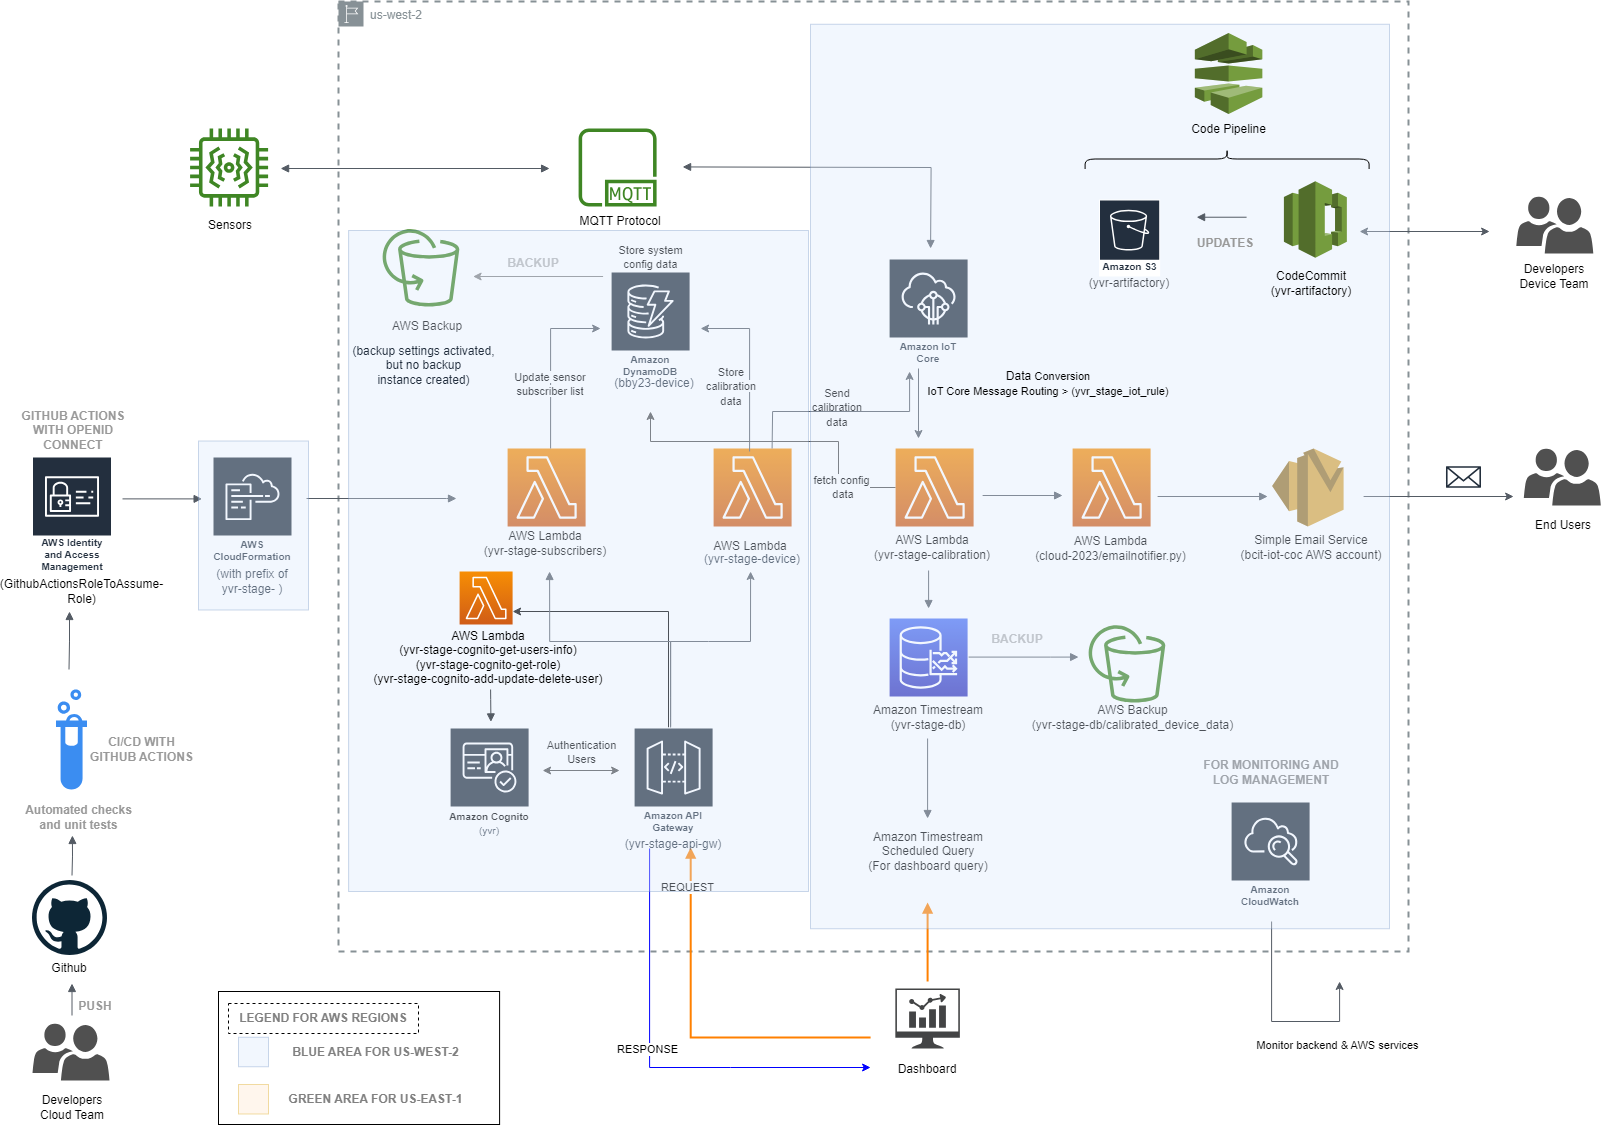 us-west-2
Code Pipeline
Sensors
MQTT
MQTT Protocol
Amazon S3
(yvr-artifactory)
UPDATES
CodeCommit
(yvr-artifactory)
Developers
Device Team
BACKUP
Store system
config data
AWS Backup
(backup settings activated,
but no backup
instance created)
Amazon
DynamoDB
(bby23-device)
Update sensor
subscriber list
Store
calibration
data
Amazon IoT
Core
Data Conversion
IoT Core Message Routing > (yvr_stage_iot_rule)
Send
calibration
data
fetch config
data
GITHUB ACTIONS
WITH OPENID
CONNECT
AWS Identity
and Access
Management
(GithubActionsRoleToAssume-
Role)
AWS
CloudFormation
(with prefix of
yvr-stage- )
AWS Lambda
(yvr-stage-subscribers)
AWS Lambda
(yvr-stage-device)
AWS Lambda
(yvr-stage-calibration)
AWS Lambda
(cloud-2023/emailnotifier.py)
Simple Email Service
(bcit-iot-coc AWS account)
End Users
AWS Lambda
(yvr-stage-cognito-get-users-info)
(yvr-stage-cognito-get-role)
(yvr-stage-cognito-add-update-delete-user)
BACKUP
Amazon Timestream
(yvr-stage-db)
AWS Backup
(yvr-stage-db/calibrated_device_data)
CI/CD WITH
GITHUB ACTIONS
Automated checks
and unit tests
Authentication
Users
Amazon Cognito
(yvr)
Amazon API
Gateway
(yvr-stage-api-gw)
FOR MONITORING AND
LOG MANAGEMENT
Amazon Timestream
Scheduled Query
(For dashboard query)
Amazon
CloudWatch
REQUEST
Github
PUSH
Developers
Cloud Team
LEGEND FOR AWS REGIONS
BLUE AREA FOR US-WEST-2
GREEN AREA FOR US-EAST-1
RESPONSE
Dashboard
Monitor backend & AWS services